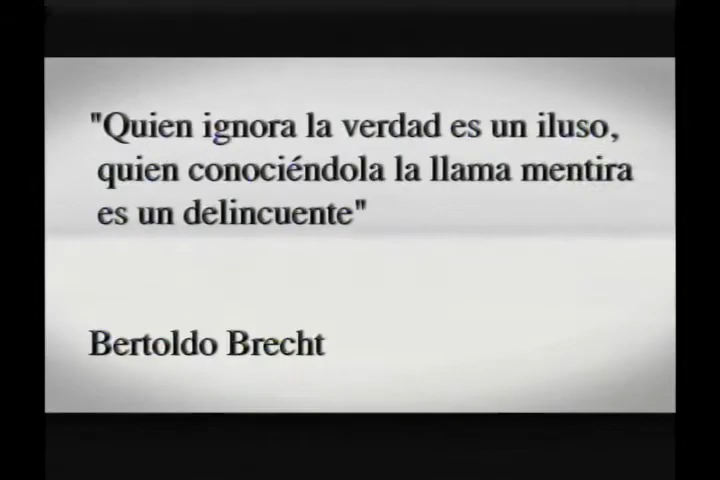 "Quien ignora la verdad es un iluso,
quien conociéndola la llama mentira
es un delincuente"
Bertoldo Brecht